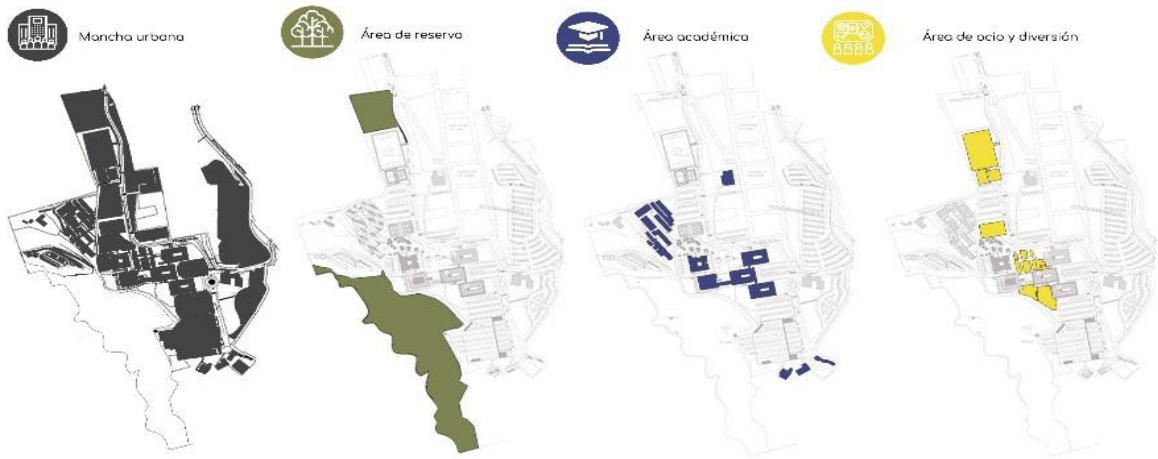 Mancha urbana
Área de reserva
Área académica
Área de ocio y diversión